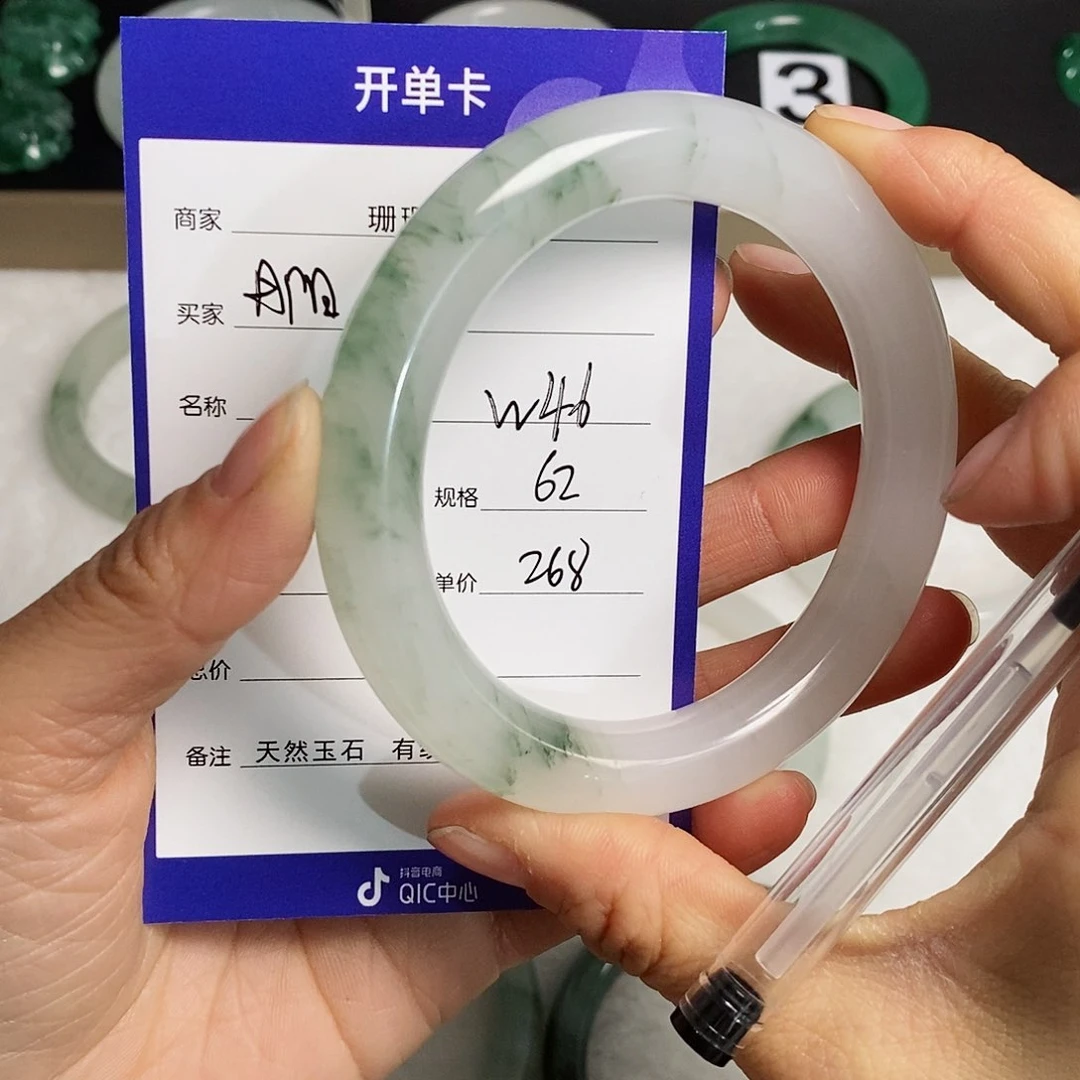 开单卡
3
商家 珊
买家
名称
W46
规格 62
单价 268
总价
备注 天然玉石 有
抖音电商
QIC中心